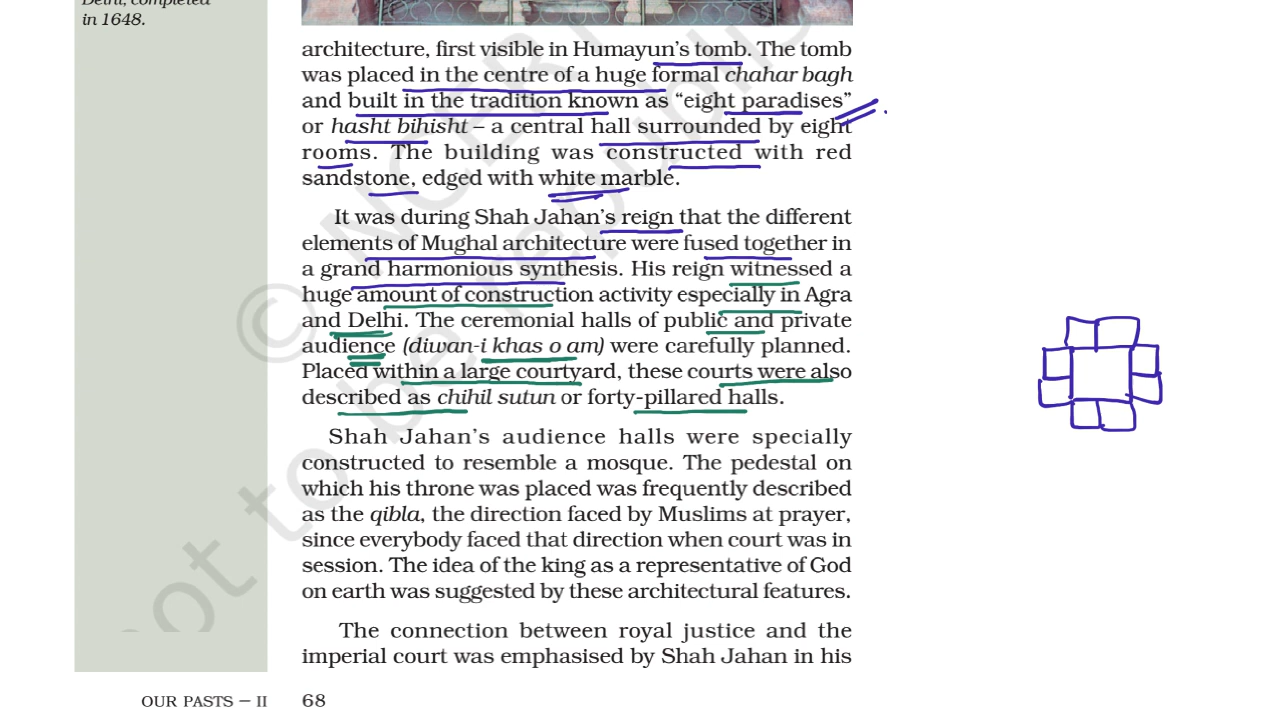 Delhi, completed
in 1648.
architecture, first visible in Humayun's tomb. The tomb
was placed in the centre of a huge formal chahar bagh
and built in the tradition known as “eight paradises”
or hasht bihisht – a central hall surrounded by eight
rooms. The building was constructed with red
sandstone, edged with white marble.
It was during Shah Jahan's reign that the different
elements of Mughal architecture were fused together in
a grand harmonious synthesis. His reign witnessed a
huge amount of construction activity especially in Agra
and Delhi. The ceremonial halls of public and private
audience (diwan-i khas o am) were carefully planned.
Placed within a large courtyard, these courts were also
described as chihil sutun or forty-pillared halls.
Shah Jahan's audience halls were specially
constructed to resemble a mosque. The pedestal on
which his throne was placed was frequently described
as the qibla, the direction faced by Muslims at prayer,
since everybody faced that direction when court was in
session. The idea of the king as a representative of God
on earth was suggested by these architectural features.
The connection between royal justice and the
imperial court was emphasised by Shah Jahan in his
OUR PASTS – II 68
© NCERT
not to be republis